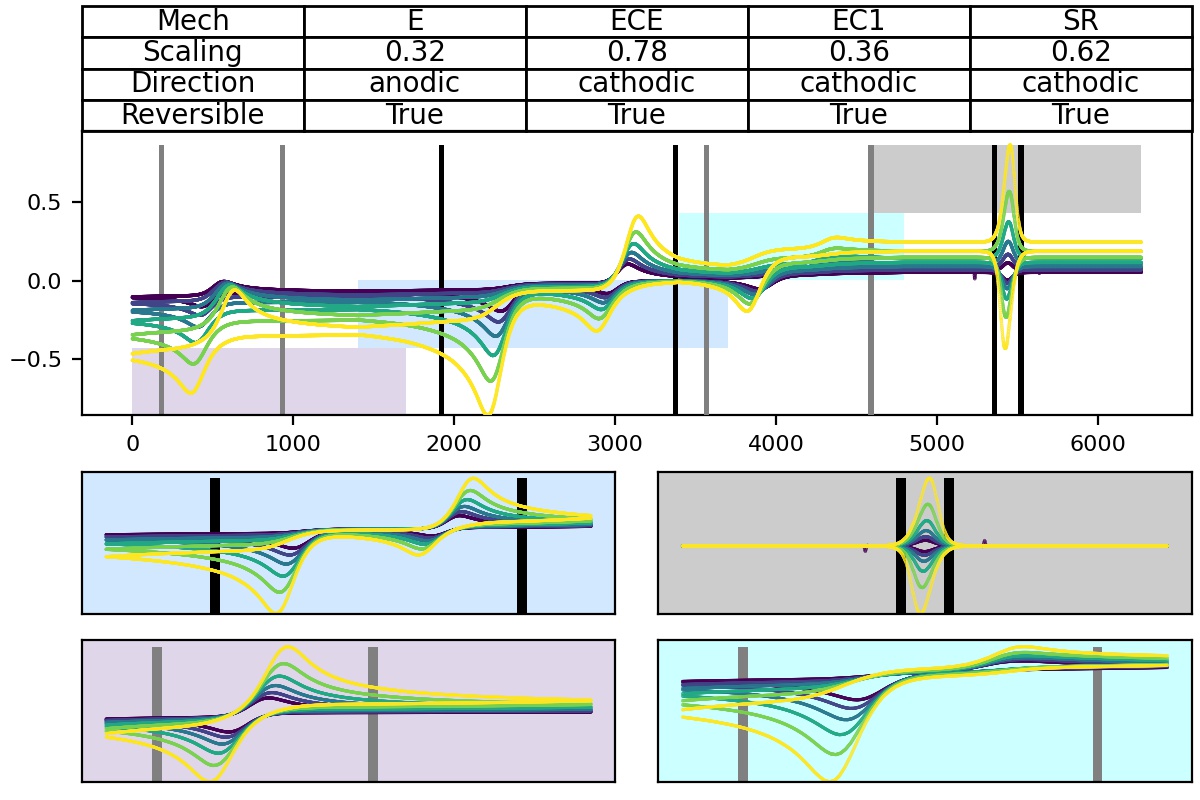 Mech E ECE EC1 SR
Scaling 0.32 0.78 0.36 0.62
Direction anodic cathodic cathodic cathodic
Reversible True True True True
0.5
0.0
−0.5
0 1000 2000 3000 4000 5000 6000